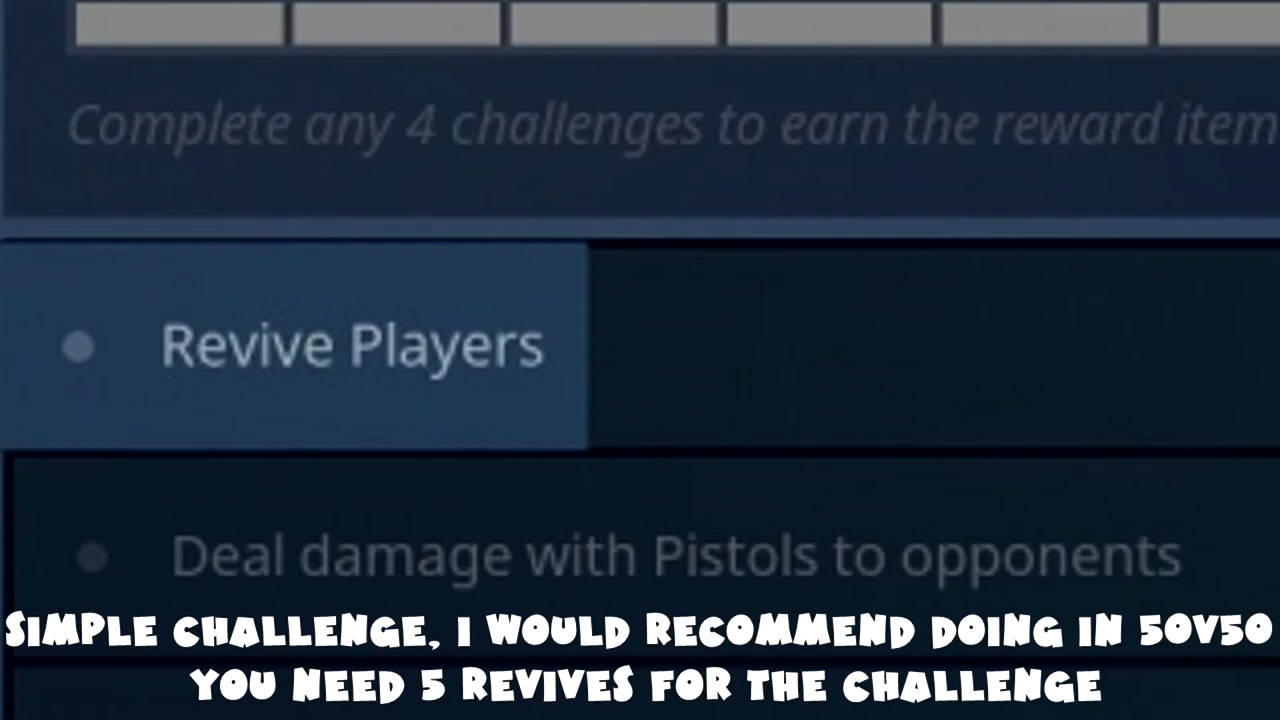 Complete any 4 challenges to earn the reward item
Revive Players
Deal damage with Pistols to opponents
SIMPLE CHALLENGE, I WOULD RECOMMEND DOING IN 50V50
YOU NEED 5 REVIVES FOR THE CHALLENGE